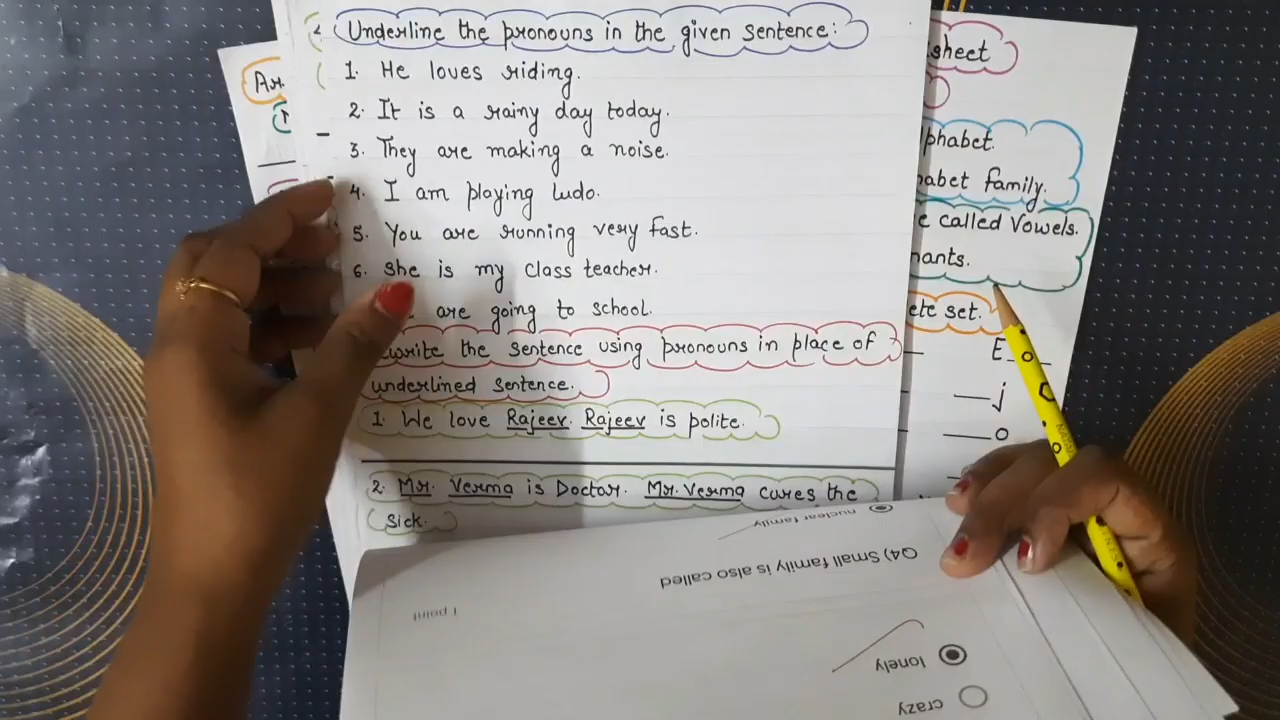 Underline the pronouns in the given sentence:
1. He loves riding.
2. It is a rainy day today.
3. They are making a noise.
4. I am playing ludo.
5. You are running very fast.
6. She is my class teacher.
are going to school.
write the sentence using pronouns in place of
underlined sentence.
1. We love Rajeev. Rajeev is polite.
2. Mr. Verma is Doctor. Mr. Verma cures the
sick.
sheet
lphabet.
abet family.
e called Vowels.
nants.
ete set.
E
j
o
nuclear family
Q4) Small family is also called
1 point
lonely
crazy